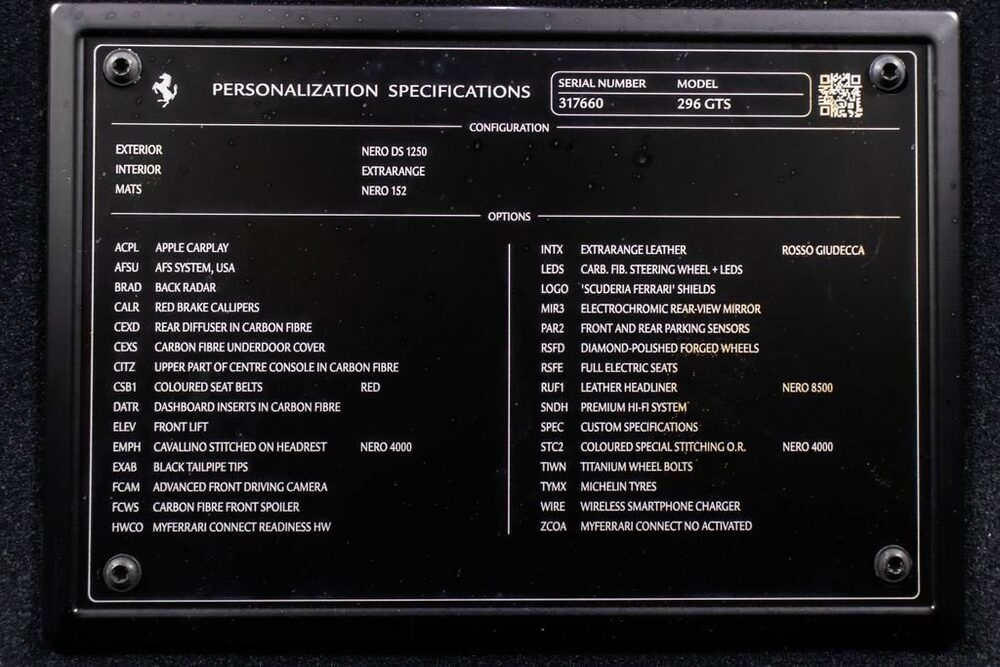 PERSONALIZATION SPECIFICATIONS
SERIAL NUMBER MODEL
317660 296 GTS
CONFIGURATION
EXTERIOR NERO DS 1250
INTERIOR EXTRARANGE
MATS NERO 152
OPTIONS
ACPL APPLE CARPLAY
AFSU AFS SYSTEM, USA
BRAD BACK RADAR
CALR RED BRAKE CALLIPERS
CEXD REAR DIFFUSER IN CARBON FIBRE
CEXS CARBON FIBRE UNDERDOOR COVER
CITZ UPPER PART OF CENTRE CONSOLE IN CARBON FIBRE
CSB1 COLOURED SEAT BELTS RED
DATR DASHBOARD INSERTS IN CARBON FIBRE
ELEV FRONT LIFT
EMPH CAVALLINO STITCHED ON HEADREST NERO 4000
EXAB BLACK TAILPIPE TIPS
FCAM ADVANCED FRONT DRIVING CAMERA
FCWS CARBON FIBRE FRONT SPOILER
HWCO MYFERRARI CONNECT READINESS HW
INTX EXTRARANGE LEATHER ROSSO GIUDECCA
LEDS CARB. FIB. STEERING WHEEL + LEDS
LOGO 'SCUDERIA FERRARI' SHIELDS
MIR3 ELECTROCHROMIC REAR-VIEW MIRROR
PAR2 FRONT AND REAR PARKING SENSORS
RSFD DIAMOND-POLISHED FORGED WHEELS
RSFE FULL ELECTRIC SEATS
RUF1 LEATHER HEADLINER NERO 8500
SNDH PREMIUM HI-FI SYSTEM
SPEC CUSTOM SPECIFICATIONS
STC2 COLOURED SPECIAL STITCHING O.R. NERO 4000
TIWN TITANIUM WHEEL BOLTS
TYMX MICHELIN TYRES
WIRE WIRELESS SMARTPHONE CHARGER
ZCOA MYFERRARI CONNECT NO ACTIVATED